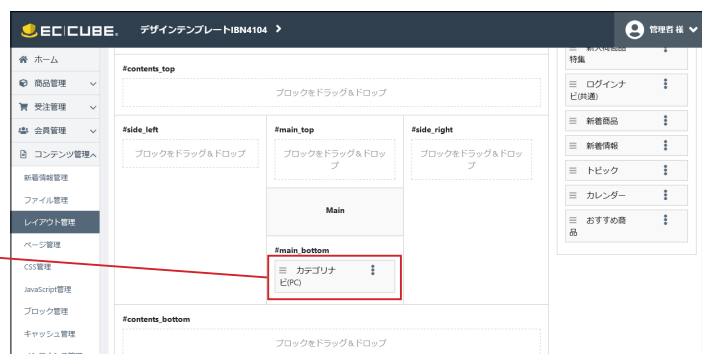 EC CUBE. デザインテンプレートIBN4104
管理者 様
ホーム
商品管理
受注管理
会員管理
コンテンツ管理
新着情報管理
ファイル管理
レイアウト管理
ページ管理
CSS管理
JavaScript管理
ブロック管理
キャッシュ管理
#contents_top
ブロックをドラッグ&ドロップ
#side_left
ブロックをドラッグ&ドロップ
#main_top
ブロックをドラッグ&ドロッ
プ
#side_right
ブロックをドラッグ&ドロッ
プ
Main
#main_bottom
カテゴリナ
ビ(PC)
#contents_bottom
ブロックをドラッグ&ドロップ
特集
ログインナ
ビ(共通)
新着商品
新着情報
トピック
カレンダー
おすすめ商
品